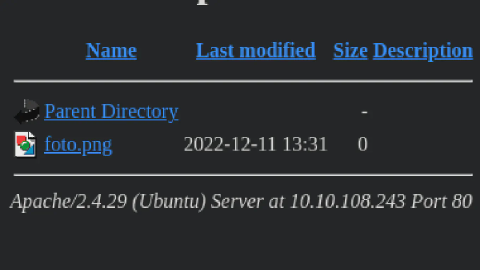 Name Last modified Size Description
Parent Directory -
foto.png 2022-12-11 13:31 0
Apache/2.4.29 (Ubuntu) Server at 10.10.108.243 Port 80